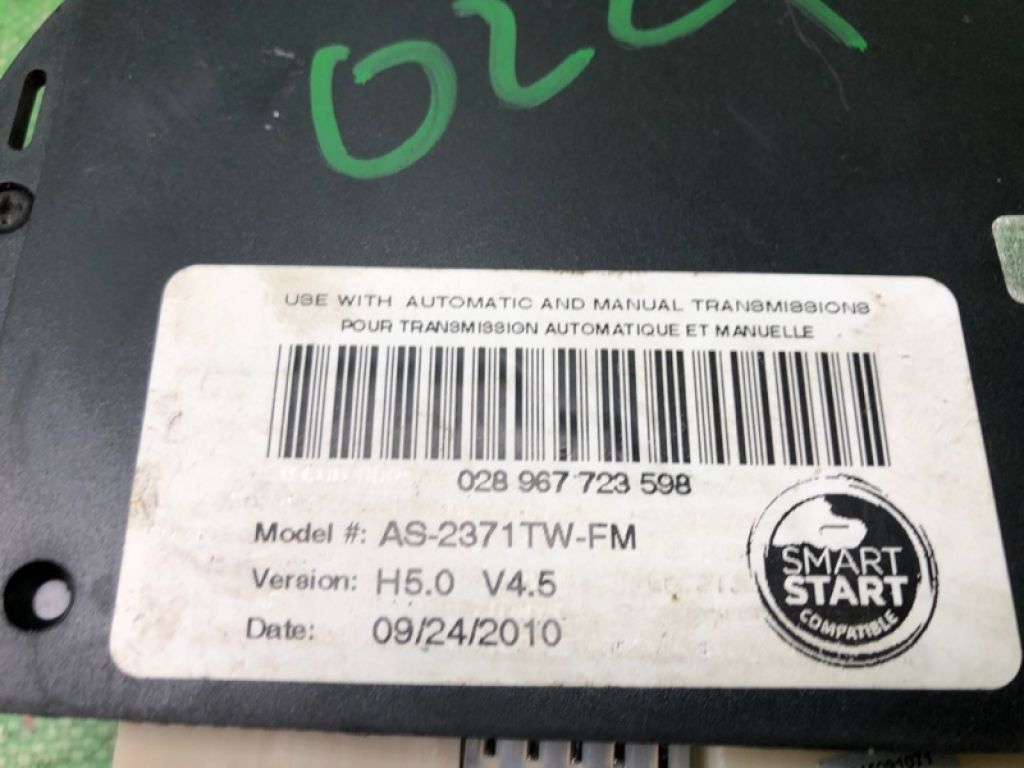 022
USE WITH AUTOMATIC AND MANUAL TRANSMISSIONS
POUR TRANSMISSION AUTOMATIQUE ET MANUELLE
028 967 723 598
Model #: AS-2371TW-FM
Version: H5.0 V4.5
Date: 09/24/2010
SMART
START
COMPATIBLE